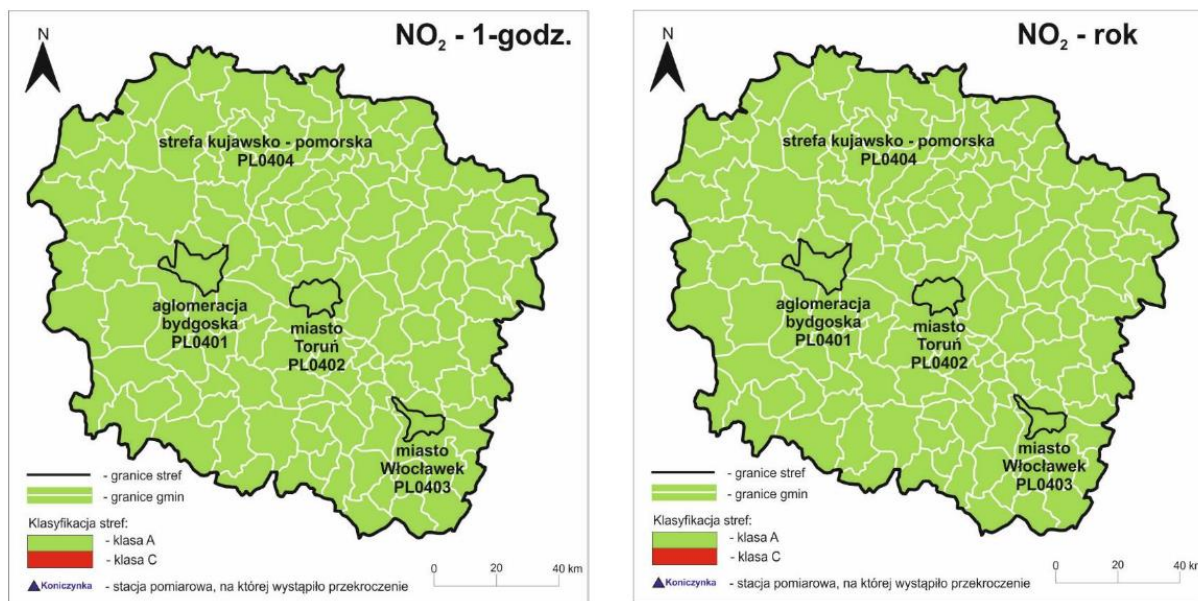 NO₂ - 1-godz.
N
strefa kujawsko - pomorska
PL0404
aglomeracja
bydgoska
PL0401
miasto
Toruń
PL0402
miasto
Włocławek
PL0403
- granice stref
- granice gmin
Klasyfikacja stref:
- klasa A
- klasa C
Koniczynka - stacja pomiarowa, na której wystąpiło przekroczenie
0 20 40 km
NO₂ - rok
N
strefa kujawsko - pomorska
PL0404
aglomeracja
bydgoska
PL0401
miasto
Toruń
PL0402
miasto
Włocławek
PL0403
- granice stref
- granice gmin
Klasyfikacja stref:
- klasa A
- klasa C
Koniczynka - stacja pomiarowa, na której wystąpiło przekroczenie
0 20 40 km